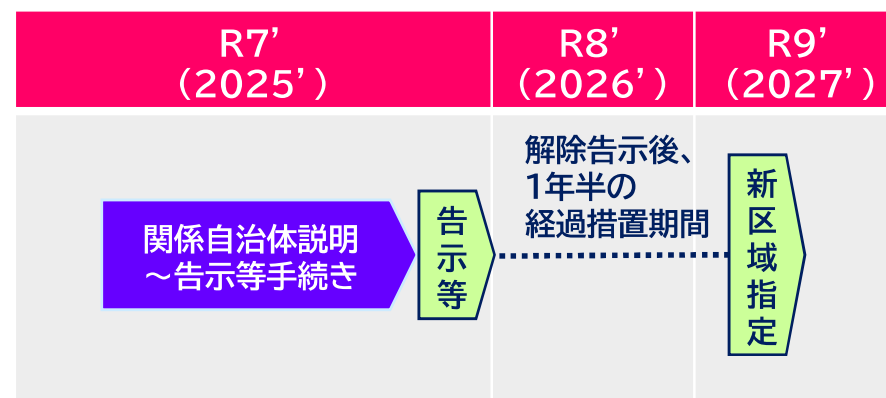 R7’
（2025’）
R8’
（2026’）
R9’
（2027’）
関係自治体説明
～告示等手続き
告示等
解除告示後、
1年半の
経過措置期間
新区域指定